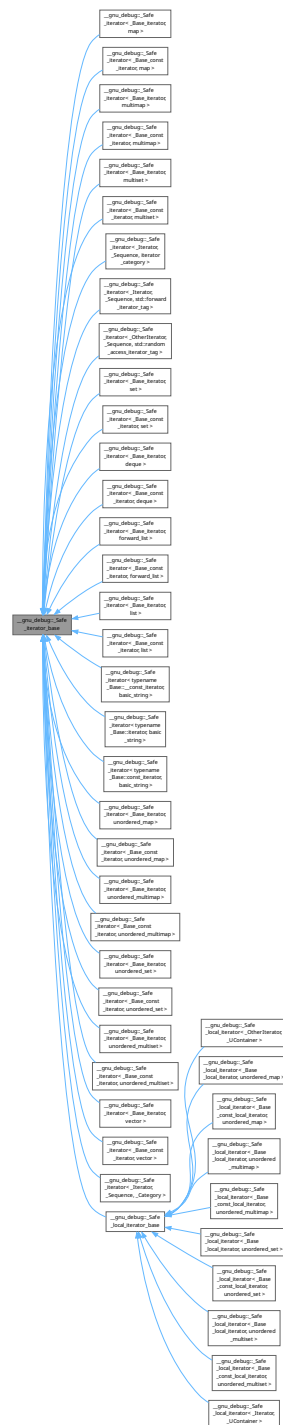 __gnu_debug::_Safe
_iterator< _Base_iterator,
map >
__gnu_debug::_Safe
_iterator< _Base_const
_iterator, map >
__gnu_debug::_Safe
_iterator< _Base_iterator,
multimap >
__gnu_debug::_Safe
_iterator< _Base_const
_iterator, multimap >
__gnu_debug::_Safe
_iterator< _Base_iterator,
multiset >
__gnu_debug::_Safe
_iterator< _Base_const
_iterator, multiset >
__gnu_debug::_Safe
_iterator< _Iterator,
_Sequence, iterator
_category >
__gnu_debug::_Safe
_iterator< _Iterator,
_Sequence, std::forward
_iterator_tag >
__gnu_debug::_Safe
_iterator< _OtherIterator,
_Sequence, std::random
_access_iterator_tag >
__gnu_debug::_Safe
_iterator< _Base_iterator,
set >
__gnu_debug::_Safe
_iterator< _Base_const
_iterator, set >
__gnu_debug::_Safe
_iterator< _Base_iterator,
deque >
__gnu_debug::_Safe
_iterator< _Base_const
_iterator, deque >
__gnu_debug::_Safe
_iterator< _Base_iterator,
forward_list >
__gnu_debug::_Safe
_iterator< _Base_const
_iterator, forward_list >
__gnu_debug::_Safe
_iterator< _Base_iterator,
list >
__gnu_debug::_Safe
_iterator_base
__gnu_debug::_Safe
_iterator< _Base_const
_iterator, list >
__gnu_debug::_Safe
_iterator< typename
_Base::__const_iterator,
basic_string >
__gnu_debug::_Safe
_iterator< typename
_Base::iterator, basic
_string >
__gnu_debug::_Safe
_iterator< typename
_Base::const_iterator,
basic_string >
__gnu_debug::_Safe
_iterator< _Base_iterator,
unordered_map >
__gnu_debug::_Safe
_iterator< _Base_const
_iterator, unordered_map >
__gnu_debug::_Safe
_iterator< _Base_iterator,
unordered_multimap >
__gnu_debug::_Safe
_iterator< _Base_const
_iterator, unordered_multimap >
__gnu_debug::_Safe
_iterator< _Base_iterator,
unordered_set >
__gnu_debug::_Safe
_iterator< _Base_const
_iterator, unordered_set >
__gnu_debug::_Safe
_iterator< _Base_iterator,
unordered_multiset >
__gnu_debug::_Safe
_iterator< _Base_const
_iterator, unordered_multiset >
__gnu_debug::_Safe
_iterator< _Base_iterator,
vector >
__gnu_debug::_Safe
_iterator< _Base_const
_iterator, vector >
__gnu_debug::_Safe
_iterator< _Iterator,
_Sequence, _Category >
__gnu_debug::_Safe
_local_iterator_base
__gnu_debug::_Safe
_local_iterator< _OtherIterator,
_UContainer >
__gnu_debug::_Safe
_local_iterator< _Base
_local_iterator, unordered_map >
__gnu_debug::_Safe
_local_iterator< _Base
_const_local_iterator,
unordered_map >
__gnu_debug::_Safe
_local_iterator< _Base
_local_iterator, unordered
_multimap >
__gnu_debug::_Safe
_local_iterator< _Base
_const_local_iterator,
unordered_multimap >
__gnu_debug::_Safe
_local_iterator< _Base
_local_iterator, unordered_set >
__gnu_debug::_Safe
_local_iterator< _Base
_const_local_iterator,
unordered_set >
__gnu_debug::_Safe
_local_iterator< _Base
_local_iterator, unordered
_multiset >
__gnu_debug::_Safe
_local_iterator< _Base
_const_local_iterator,
unordered_multiset >
__gnu_debug::_Safe
_local_iterator< _Iterator,
_UContainer >